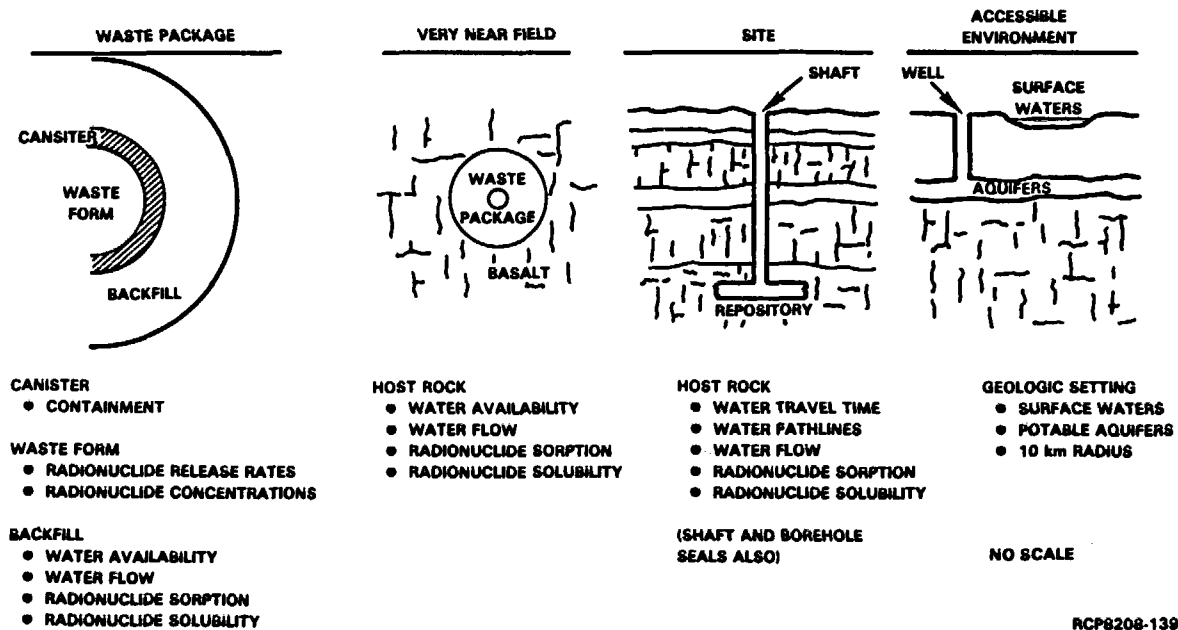 WASTE PACKAGE
CANSITER
WASTE
FORM
BACKFILL
CANISTER
● CONTAINMENT
WASTE FORM
● RADIONUCLIDE RELEASE RATES
● RADIONUCLIDE CONCENTRATIONS
BACKFILL
● WATER AVAILABILITY
● WATER FLOW
● RADIONUCLIDE SORPTION
● RADIONUCLIDE SOLUBILITY
VERY NEAR FIELD
WASTE
PACKAGE
BASALT
HOST ROCK
● WATER AVAILABILITY
● WATER FLOW
● RADIONUCLIDE SORPTION
● RADIONUCLIDE SOLUBILITY
SITE
SHAFT
REPOSITORY
HOST ROCK
● WATER TRAVEL TIME
● WATER PATHLINES
● WATER FLOW
● RADIONUCLIDE SORPTION
● RADIONUCLIDE SOLUBILITY
(SHAFT AND BOREHOLE
SEALS ALSO)
ACCESSIBLE
ENVIRONMENT
WELL
SURFACE
WATERS
AQUIFERS
GEOLOGIC SETTING
● SURFACE WATERS
● POTABLE AQUIFERS
● 10 km RADIUS
NO SCALE
RCP8208-139